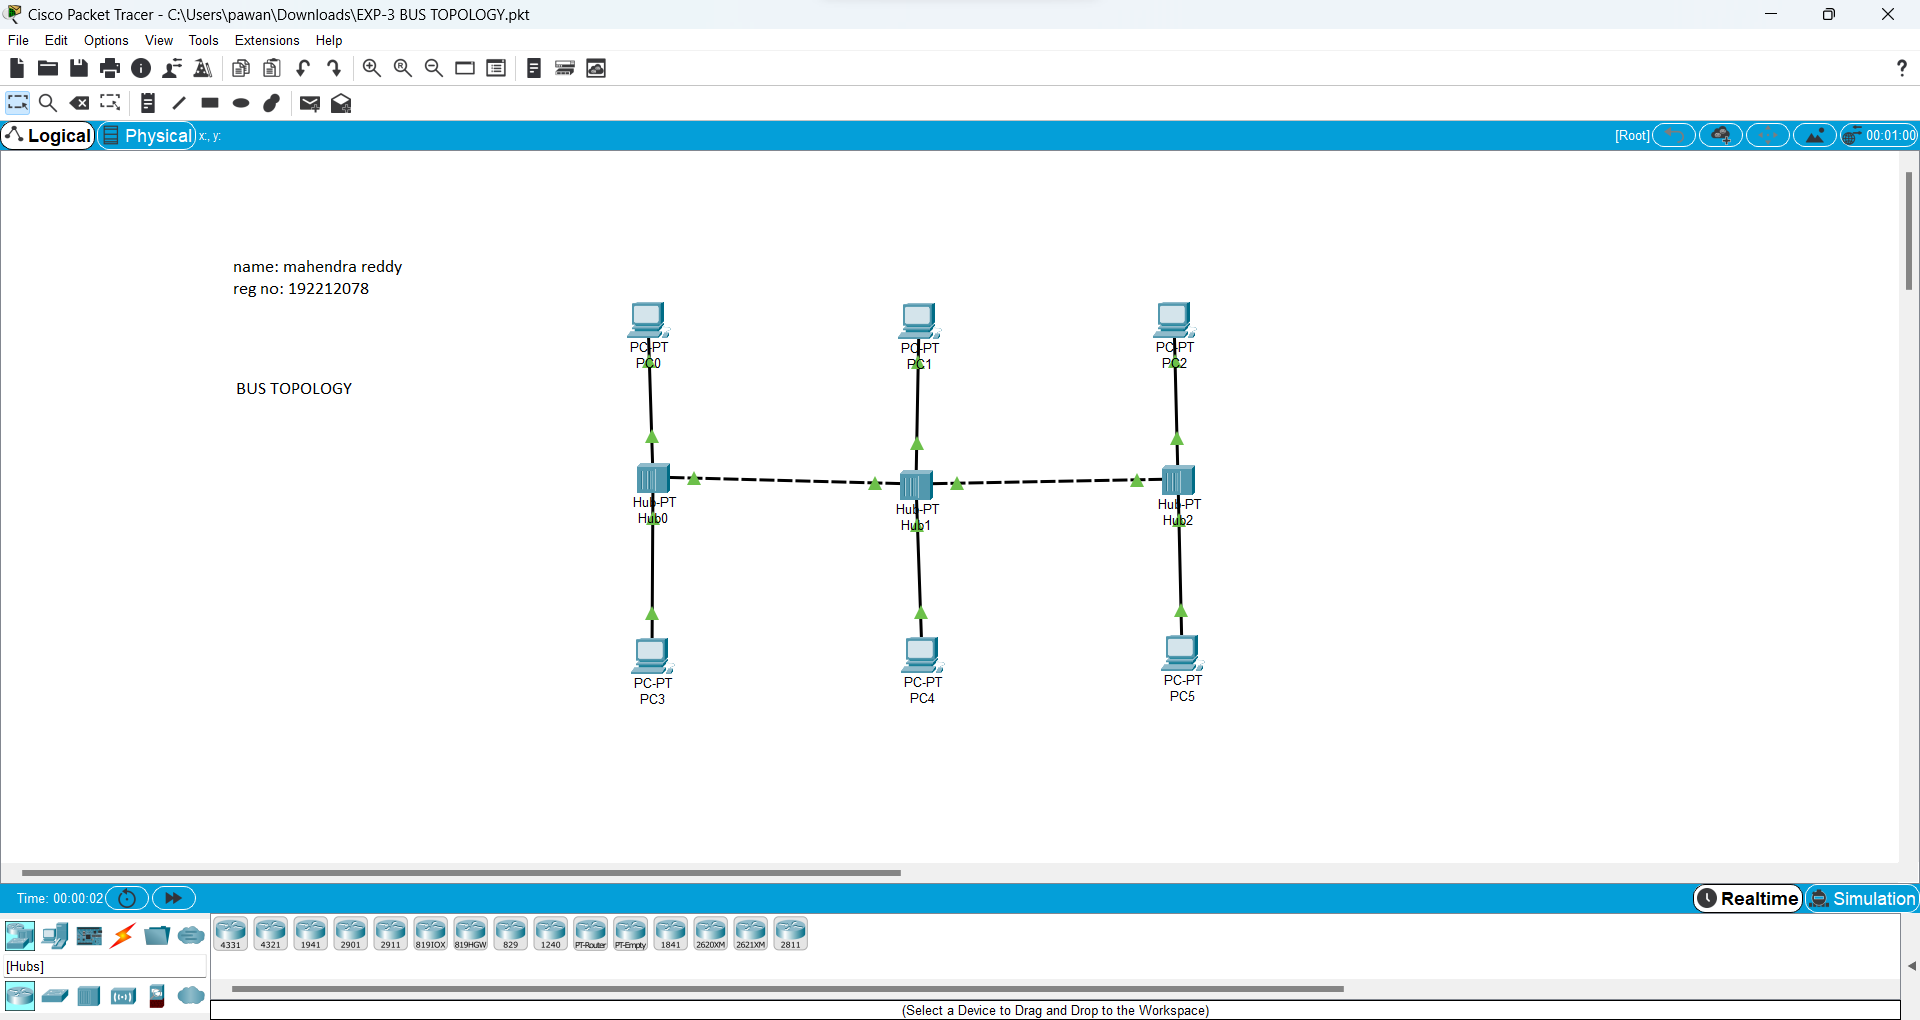 Cisco Packet Tracer - C:\Users\pawan\Downloads\EXP-3 BUS TOPOLOGY.pkt
File Edit Options View Tools Extensions Help
?
Logical Physical x:, y: [Root] 00:01:00
name: mahendra reddy
reg no: 192212078
BUS TOPOLOGY
PC-PT PC-PT PC-PT
PC0 PC1 PC2
Hub-PT Hub-PT Hub-PT
Hub0 Hub1 Hub2
PC-PT PC-PT PC-PT
PC3 PC4 PC5
Time: 00:00:02 Realtime Simulation
4331 4321 1941 2901 2911 819IOX 819HGW 829 1240 PT-Router PT-Empty 1841 2620XM 2621XM 2811
[Hubs]
(Select a Device to Drag and Drop to the Workspace)